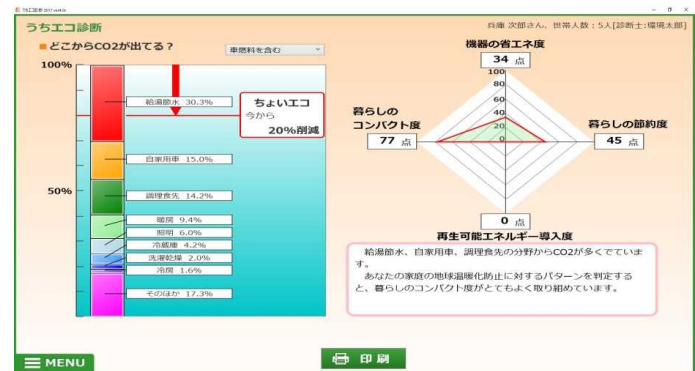 うちエコ診断
兵庫 次郎さん、世帯人数：5人[診断士:環境太郎]
どこからCO2が出てる？
車燃料を含む
100%
50%
給湯節水 30.3%
自家用車 15.0%
調理食洗 14.2%
暖房 9.4%
照明 6.0%
冷蔵庫 4.2%
洗濯乾燥 2.0%
冷房 1.6%
そのほか 17.3%
ちょいエコ
今から
20%削減
機器の省エネ度
34 点
100
80
60
40
20
0
暮らしの
コンパクト度
77 点
暮らしの節約度
45 点
0 点
再生可能エネルギー導入度
給湯節水、自家用車、調理食洗の分野からCO2が多くでていま
す。
あなたの家庭の地球温暖化防止に対するパターンを判定する
と、暮らしのコンパクト度がとてもよく取り組めています。
MENU
印 刷